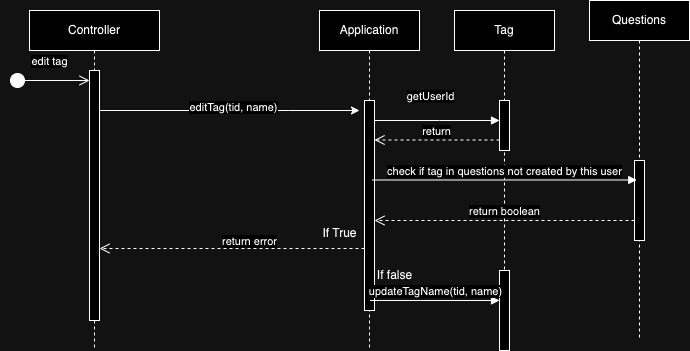 Controller
Application
Tag
Questions
edit tag
editTag(tid, name)
getUserId
return
check if tag in questions not created by this user
return boolean
If True
return error
If false
updateTagName(tid, name)